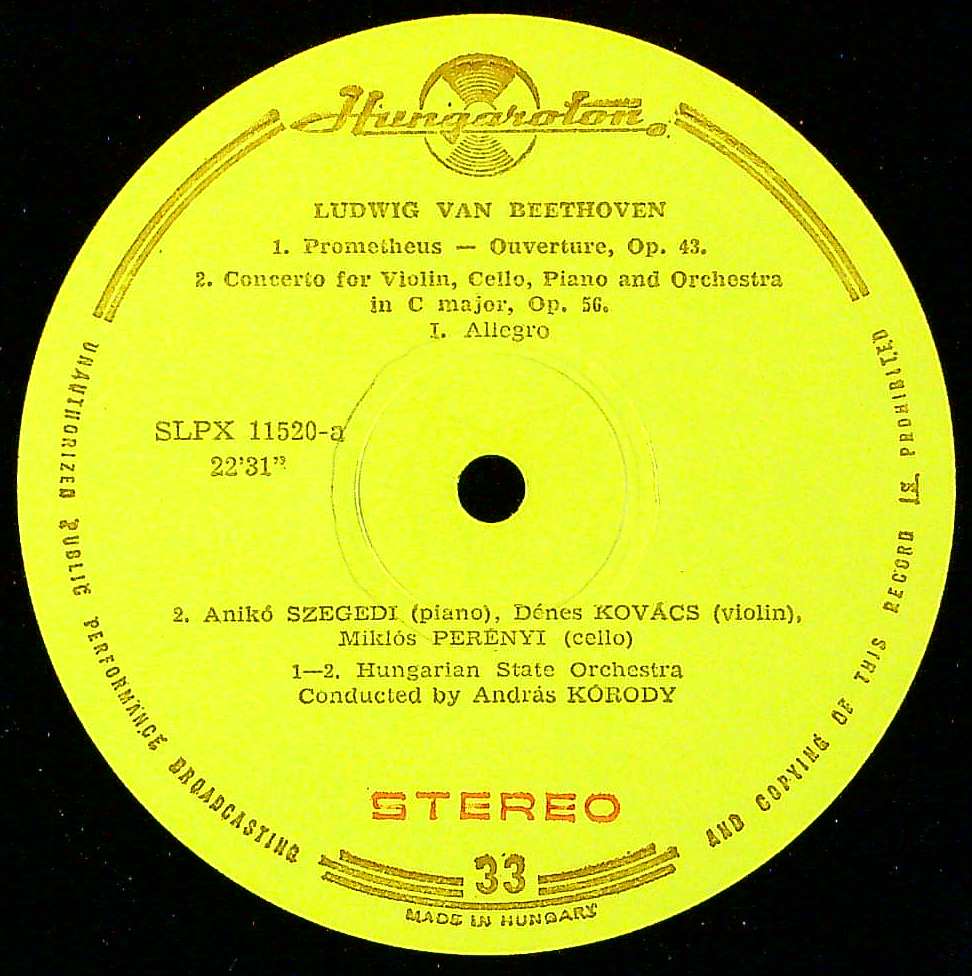 Hungaroton
LUDWIG VAN BEETHOVEN
1. Prometheus — Ouverture, Op. 43.
2. Concerto for Violin, Cello, Piano and Orchestra
in C major, Op. 56.
I. Allegro
SLPX 11520-a
22'31"
2. Anikó SZEGEDI (piano), Dénes KOVÁCS (violin),
Miklós PERÉNYI (cello)
1—2. Hungarian State Orchestra
Conducted by András KÓRODY
STEREO
33
MADE IN HUNGARY
UNAUTHORIZED PUBLIC PERFORMANCE BROADCASTING AND COPYING OF THIS RECORD IS PROHIBITED